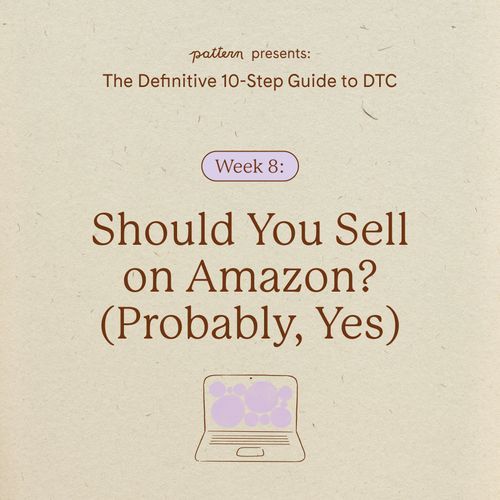 pattern presents:
The Definitive 10-Step Guide to DTC
Week 8:
Should You Sell
on Amazon?
(Probably, Yes)